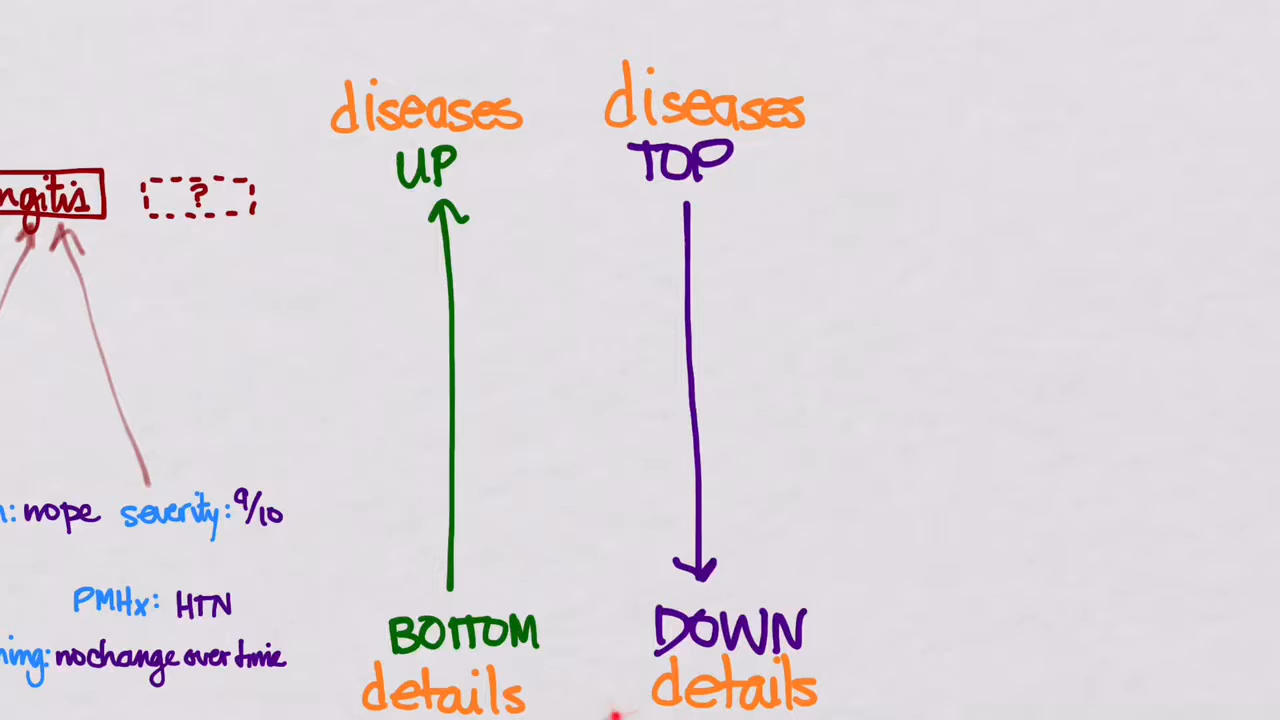 diseases diseases
UP TOP
ngitis ?
n: nope severity: 9/10
PMHx: HTN
BOTTOM DOWN
ming: no change over time
details details